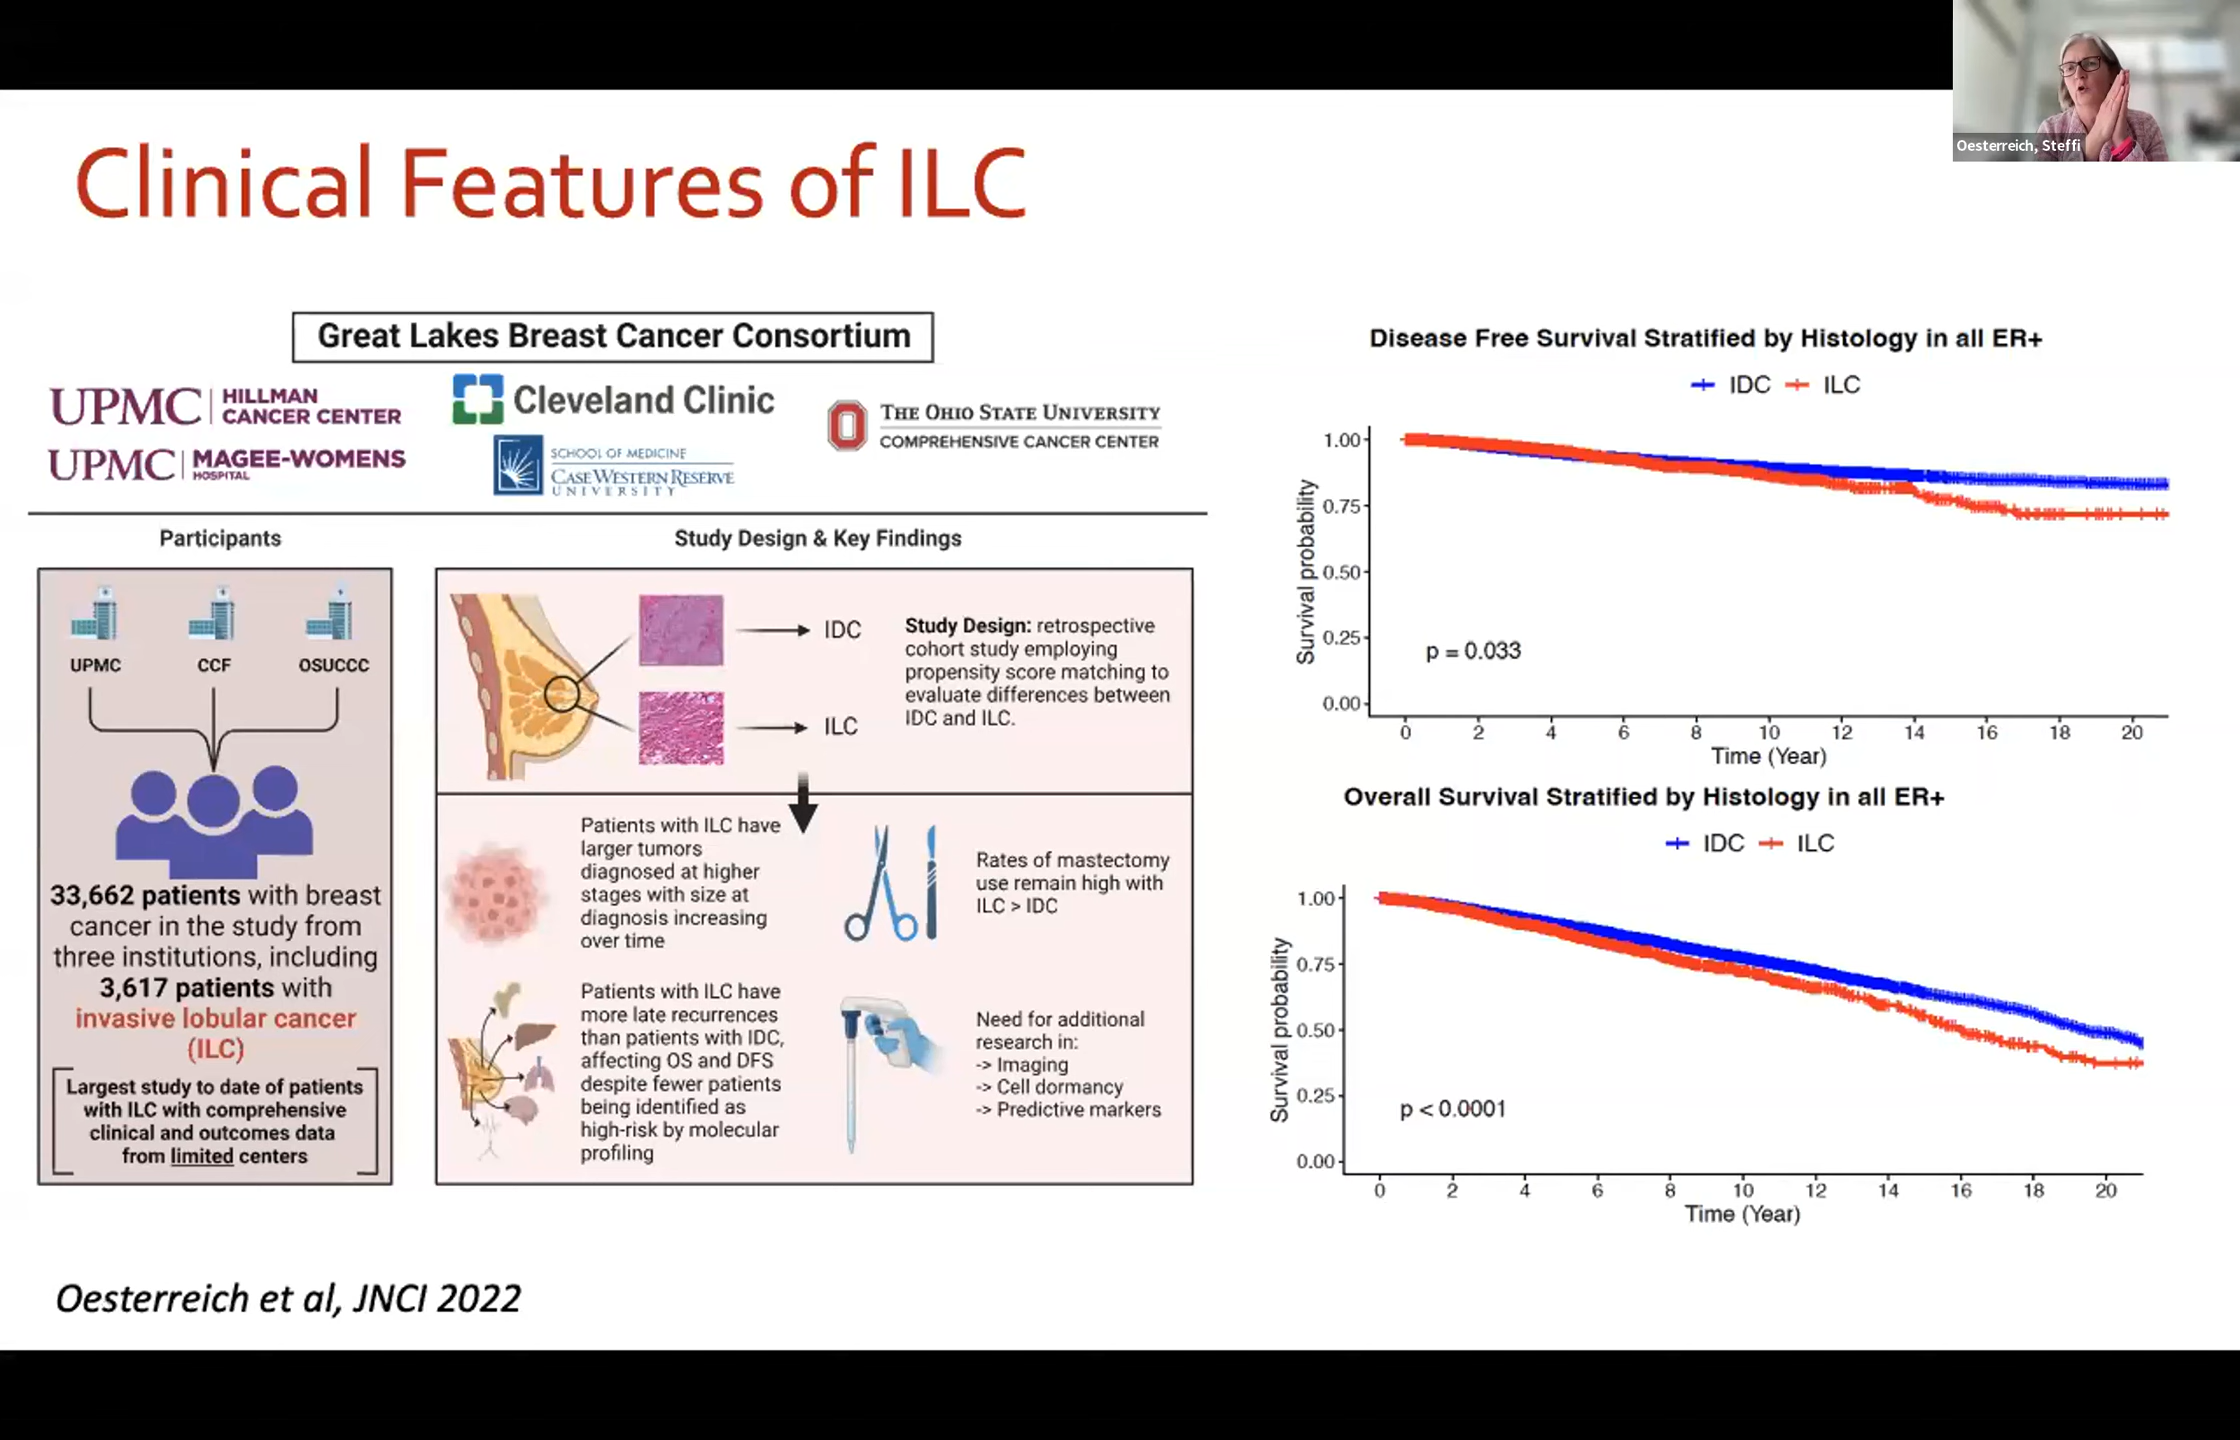 Oesterreich, Steffi
Clinical Features of ILC
Great Lakes Breast Cancer Consortium
UPMC | HILLMAN
CANCER CENTER
UPMC | MAGEE-WOMENS
HOSPITAL
Cleveland Clinic
SCHOOL OF MEDICINE
CASE WESTERN RESERVE
UNIVERSITY
THE OHIO STATE UNIVERSITY
COMPREHENSIVE CANCER CENTER
Participants
UPMC CCF OSUCCC
33,662 patients with breast
cancer in the study from
three institutions, including
3,617 patients with
invasive lobular cancer
(ILC)
Largest study to date of patients
with ILC with comprehensive
clinical and outcomes data
from limited centers
Study Design & Key Findings
IDC
ILC
Study Design: retrospective
cohort study employing
propensity score matching to
evaluate differences between
IDC and ILC.
Patients with ILC have
larger tumors
diagnosed at higher
stages with size at
diagnosis increasing
over time
Rates of mastectomy
use remain high with
ILC > IDC
Patients with ILC have
more late recurrences
than patients with IDC,
affecting OS and DFS
despite fewer patients
being identified as
high-risk by molecular
profiling
Need for additional
research in:
-> Imaging
-> Cell dormancy
-> Predictive markers
Disease Free Survival Stratified by Histology in all ER+
IDC ILC
Survival probability
1.00
0.75
0.50
0.25
0.00
p = 0.033
0 2 4 6 8 10 12 14 16 18 20
Time (Year)
Overall Survival Stratified by Histology in all ER+
IDC ILC
Survival probability
1.00
0.75
0.50
0.25
0.00
p < 0.0001
0 2 4 6 8 10 12 14 16 18 20
Time (Year)
Oesterreich et al, JNCI 2022